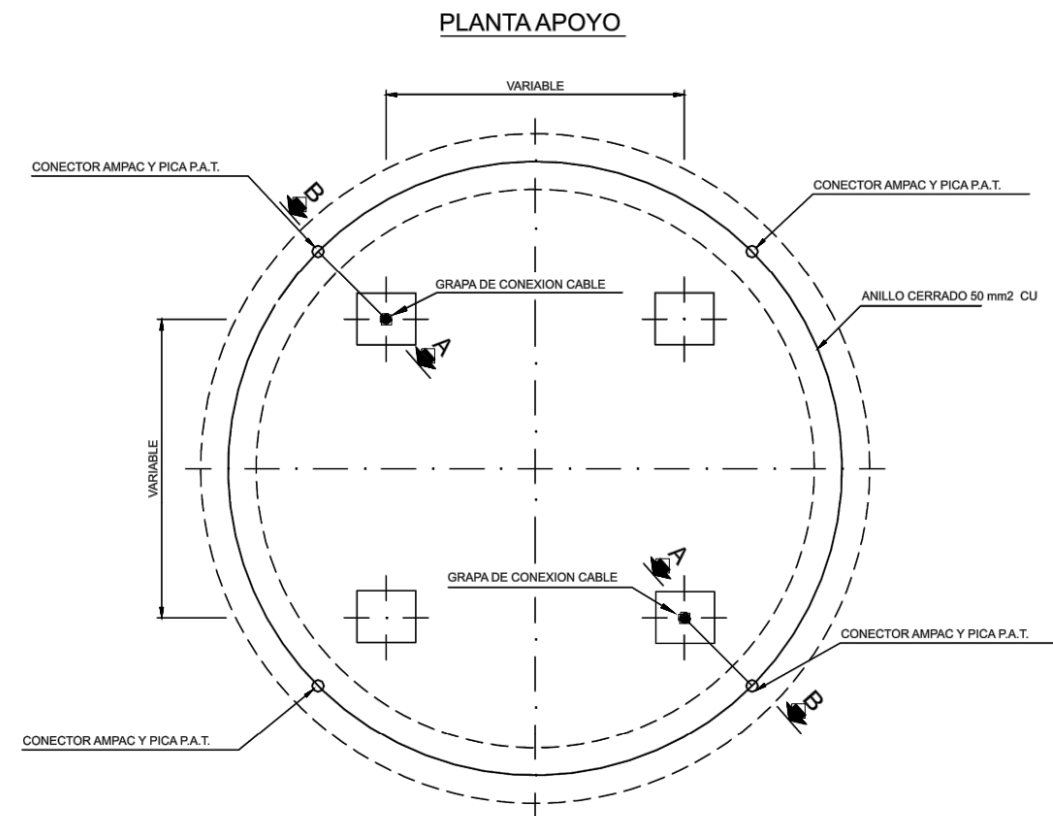 PLANTA APOYO
VARIABLE
CONECTOR AMPAC Y PICA P.A.T.
B
CONECTOR AMPAC Y PICA P.A.T.
GRAPA DE CONEXION CABLE
ANILLO CERRADO 50 mm2 CU
A
VARIABLE
A
GRAPA DE CONEXION CABLE
CONECTOR AMPAC Y PICA P.A.T.
B
CONECTOR AMPAC Y PICA P.A.T.